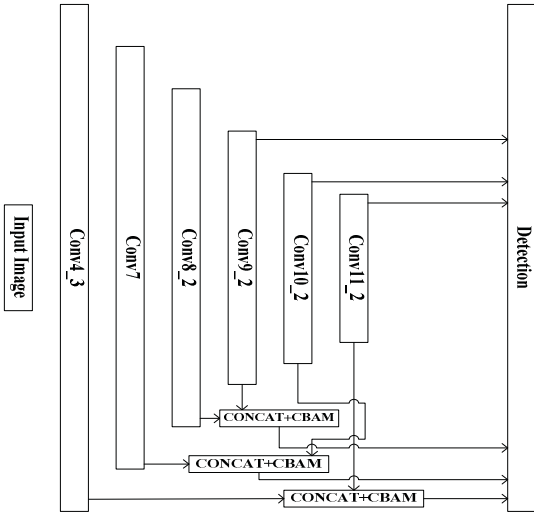 Input Image
Conv4_3
Conv7
Conv8_2
Conv9_2
Conv10_2
Conv11_2
Detection
CONCAT+CBAM
CONCAT+CBAM
CONCAT+CBAM